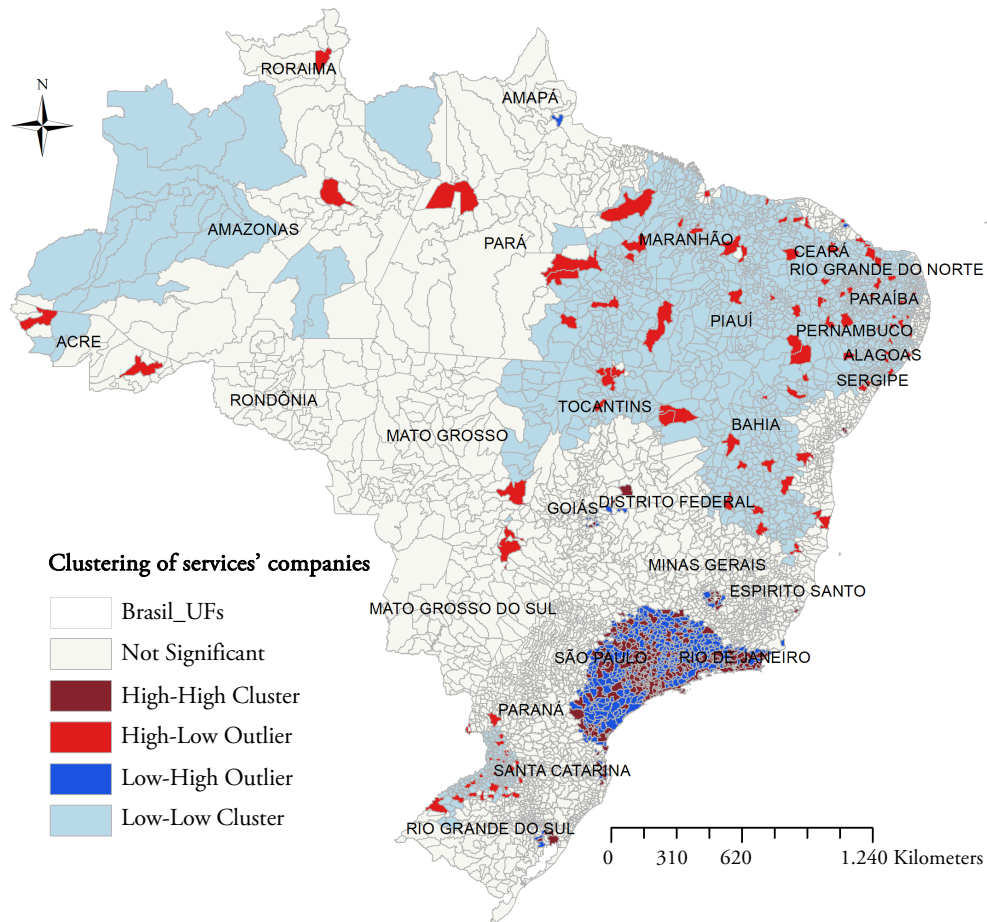 RORAIMA
N
AMAPÁ
AMAZONAS
PARÁ
MARANHÃO
CEARÁ
RIO GRANDE DO NORTE
PARAÍBA
PIAUÍ
PERNAMBUCO
ACRE
ALAGOAS
SERGIPE
RONDÔNIA
TOCANTINS
BAHIA
MATO GROSSO
GOIÁS
DISTRITO FEDERAL
MINAS GERAIS
ESPIRITO SANTO
MATO GROSSO DO SUL
SÃO PAULO
RIO DE JANEIRO
PARANÁ
SANTA CATARINA
RIO GRANDE DO SUL
Clustering of services’ companies
Brasil_UFs
Not Significant
High-High Cluster
High-Low Outlier
Low-High Outlier
Low-Low Cluster
0 310 620 1.240 Kilometers